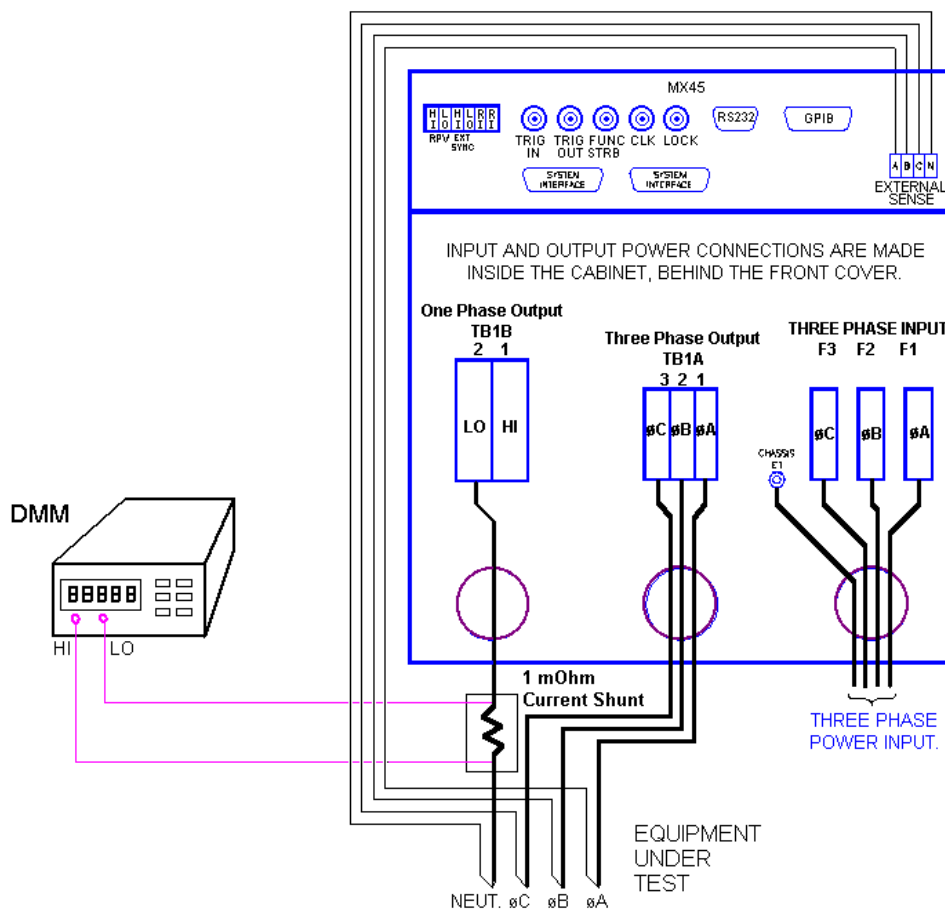 MX45
H L H L R R
I O I O I I
RPV EXT
SYNC
TRIG IN
TRIG OUT
FUNC STRB
CLK
LOCK
RS232
GPIB
SYSTEM
INTERFACE
SYSTEM
INTERFACE
A B C N
EXTERNAL
SENSE
INPUT AND OUTPUT POWER CONNECTIONS ARE MADE
INSIDE THE CABINET, BEHIND THE FRONT COVER.
One Phase Output
TB1B
2 1
LO HI
Three Phase Output
TB1A
3 2 1
øC øB øA
THREE PHASE INPUT
F3 F2 F1
øC øB øA
CHASSIS
E1
DMM
88888
HI LO
1 mOhm
Current Shunt
THREE PHASE
POWER INPUT.
EQUIPMENT
UNDER
TEST
NEUT. øC øB øA